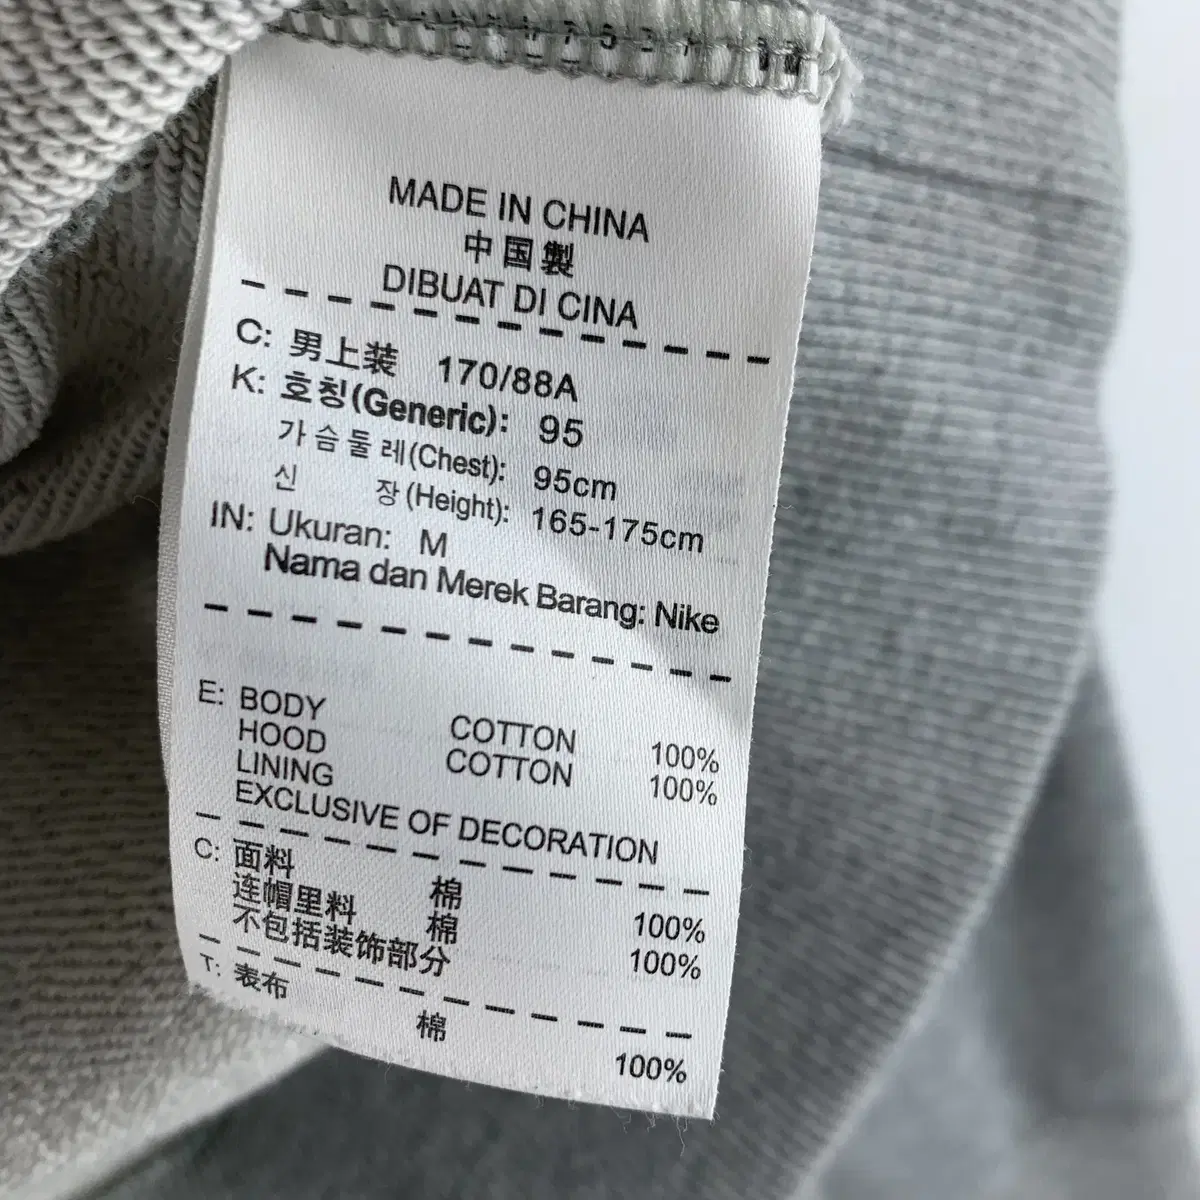 MADE IN CHINA
中国製
DIBUAT DI CINA
C: 男上装 170/88A
K: 호칭(Generic): 95
가슴둘레(Chest): 95cm
신 장(Height): 165-175cm
IN: Ukuran: M
Nama dan Merek Barang: Nike
E: BODY COTTON 100%
HOOD COTTON 100%
LINING
EXCLUSIVE OF DECORATION
C: 面料 棉 100%
连帽里料 棉 100%
不包括装饰部分
T: 表布 棉 100%